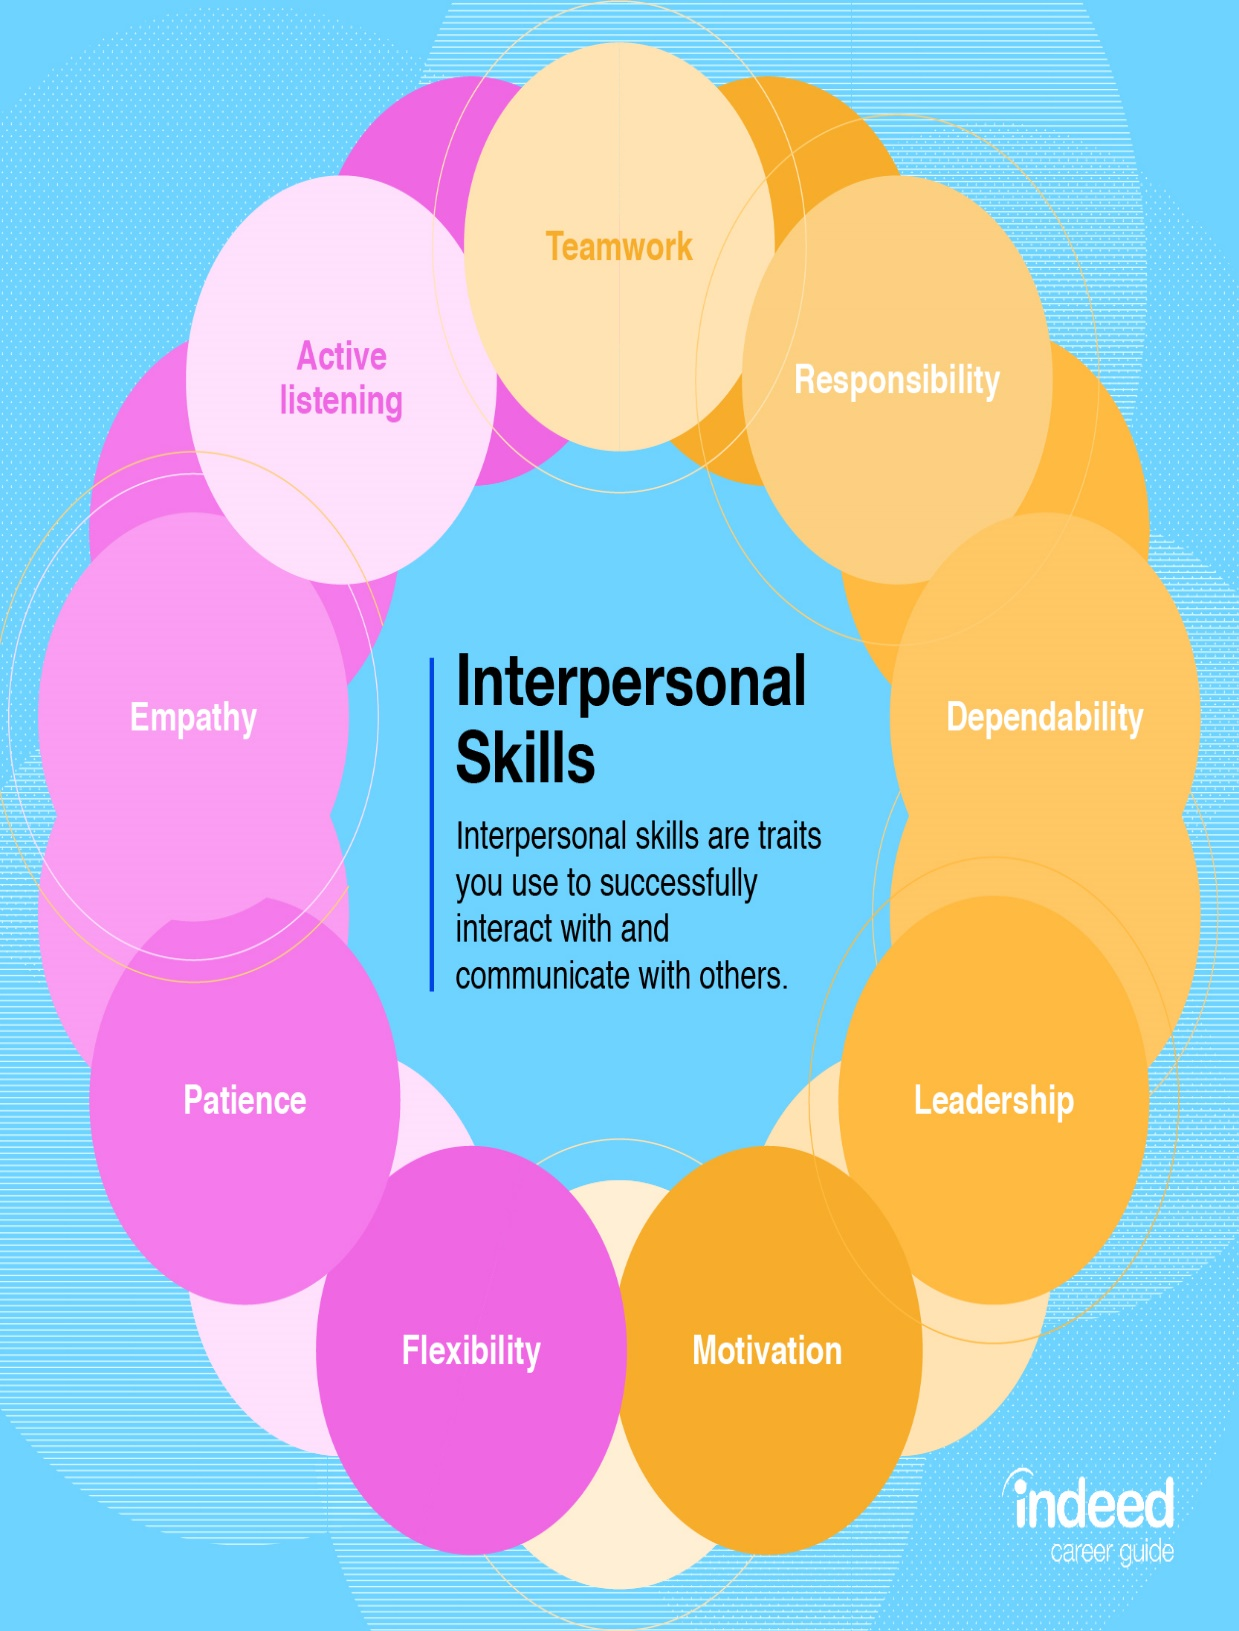 Teamwork
Active
listening
Responsibility
Empathy
Dependability
Interpersonal
Skills
Interpersonal skills are traits
you use to successfully
interact with and
communicate with others.
Patience
Leadership
Flexibility
Motivation
indeed
career guide